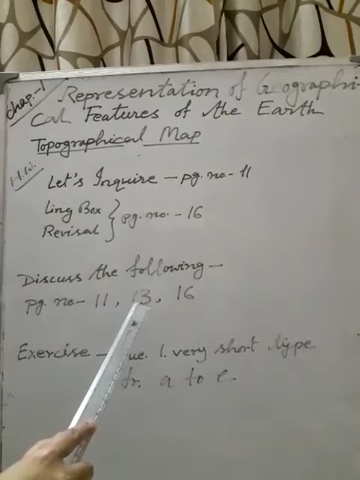 Chap-1
Representation of Geographi-
cal Features of the Earth
Topographical Map
H.W.
Let's Inquire - pg. no- 11
Ling Box
Revisal } pg. no. - 16
Discuss the following -
pg. no- 11, 13, 16
Exercise - ue. 1. very short type
a to e.